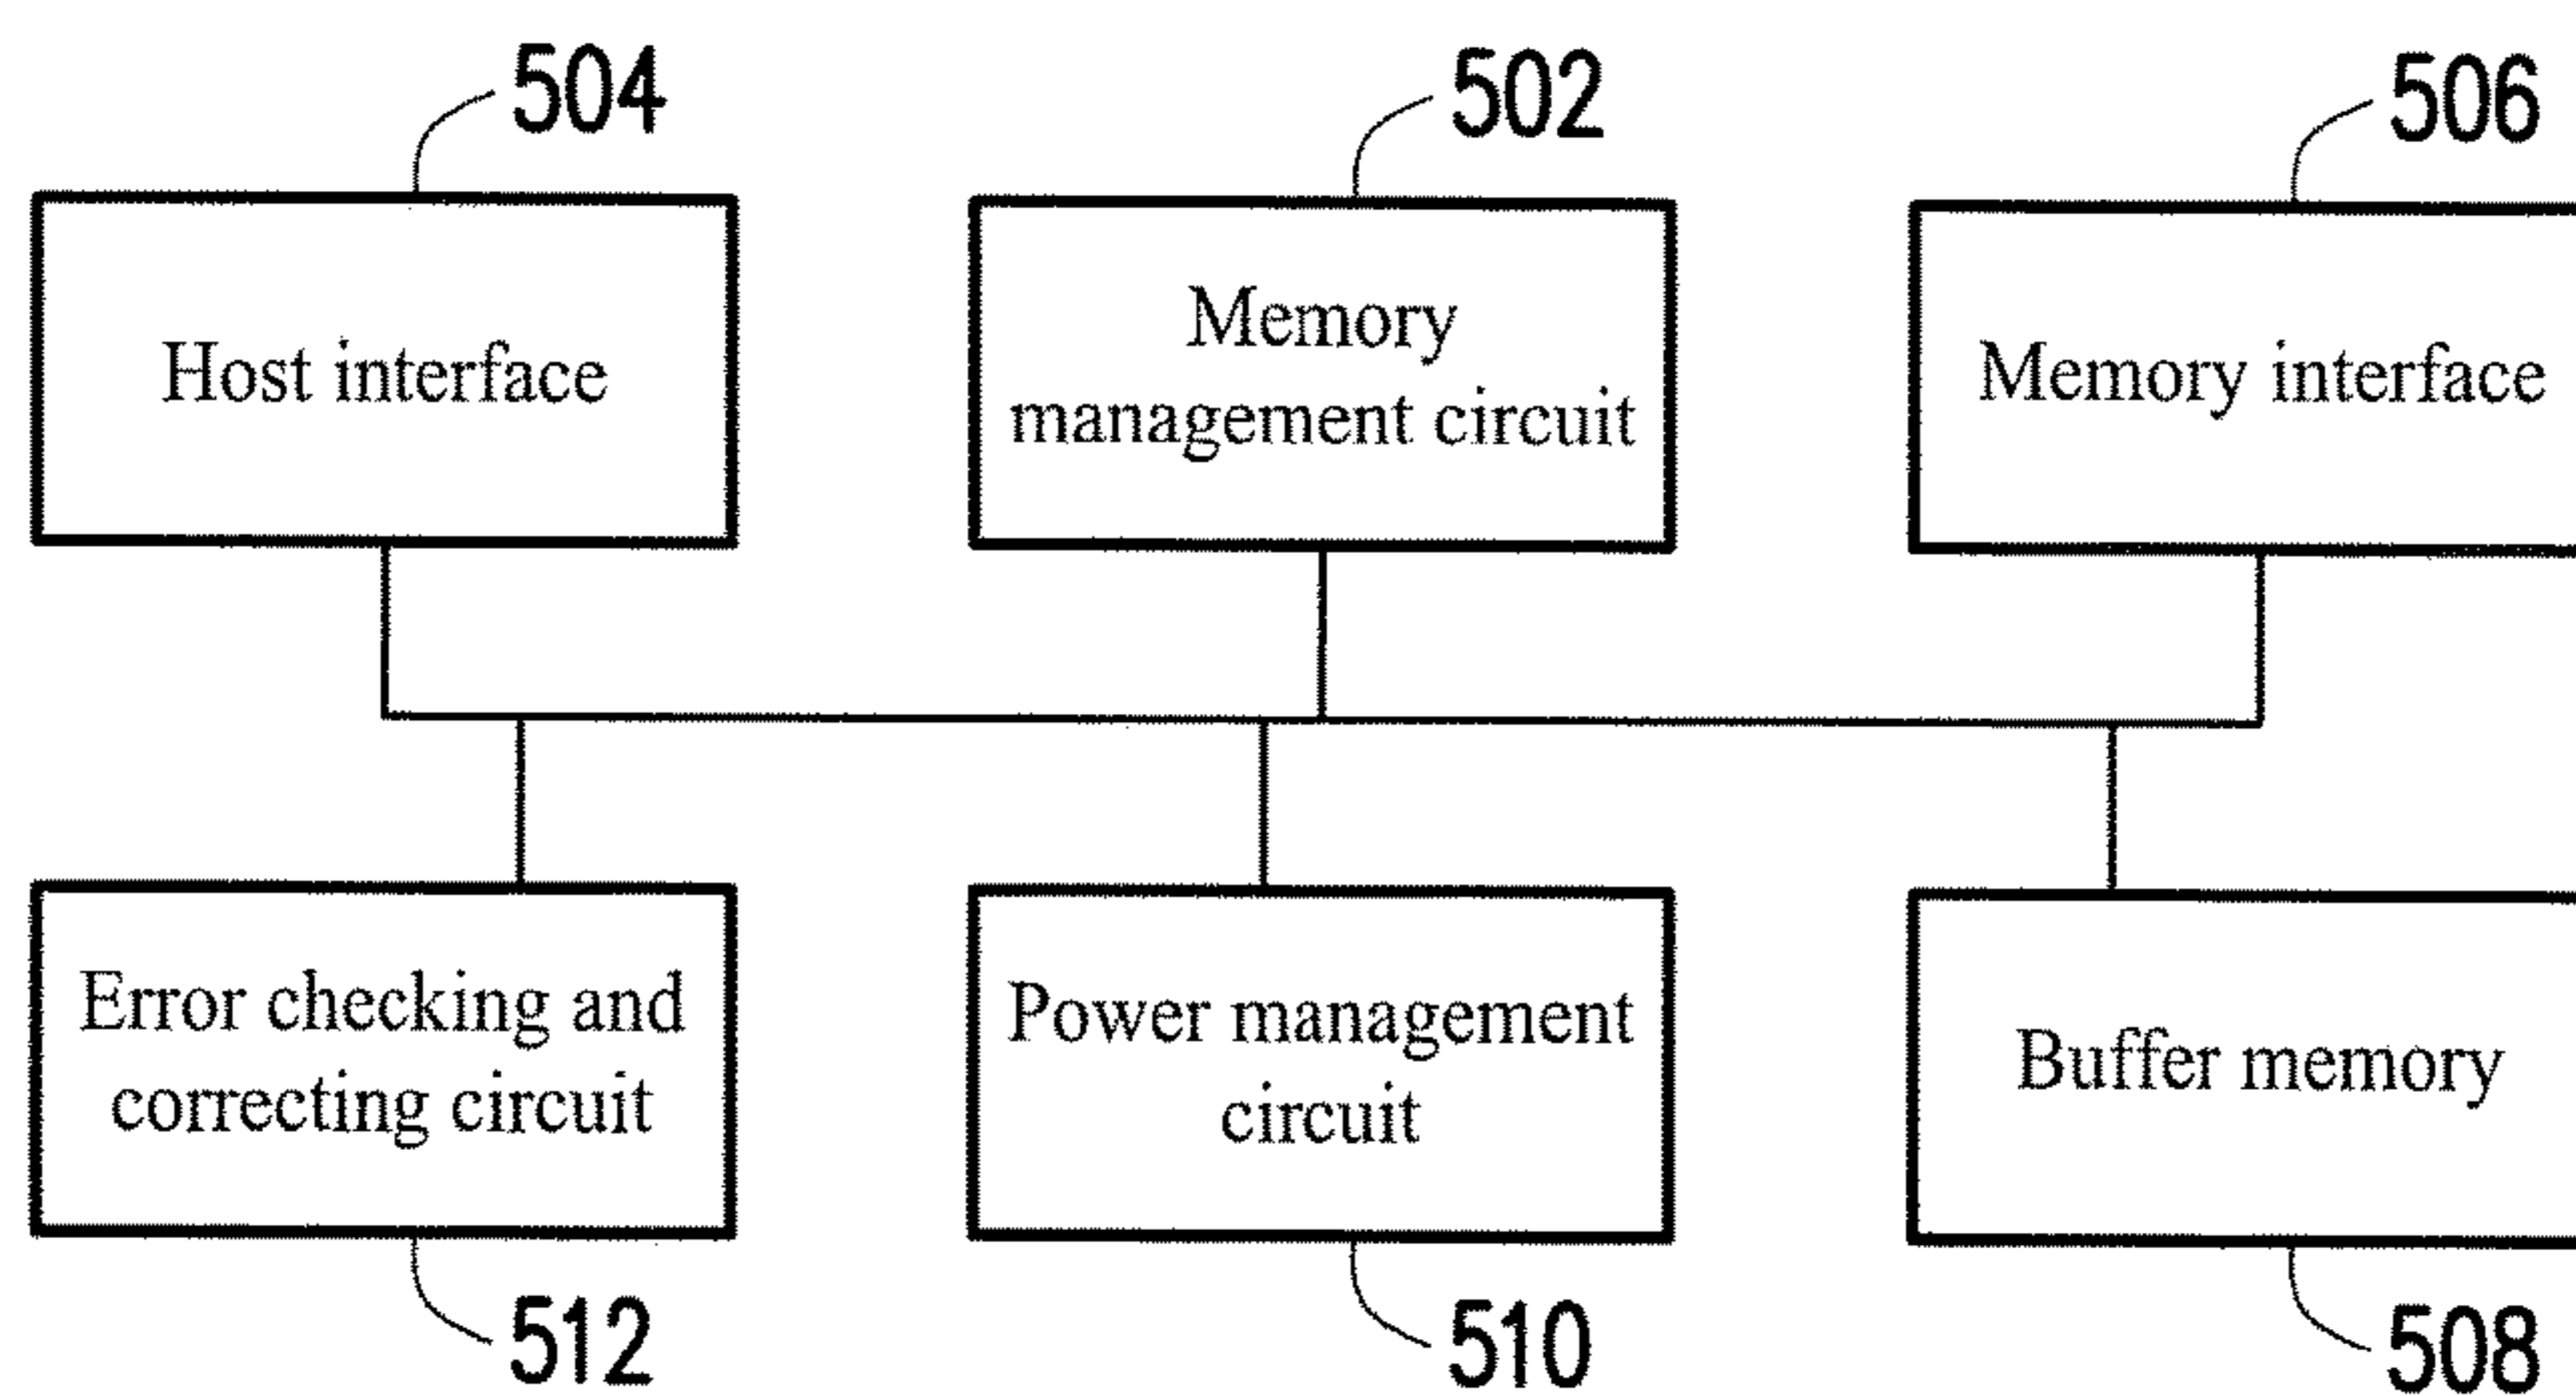 504
502
506
Host interface
Memory
management circuit
Memory interface
Error checking and
correcting circuit
Power management
circuit
Buffer memory
512
510
508